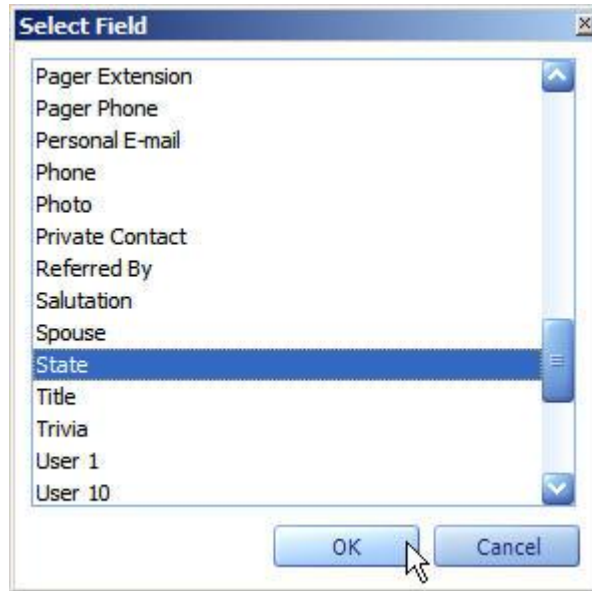 Select Field
Pager Extension
Pager Phone
Personal E-mail
Phone
Photo
Private Contact
Referred By
Salutation
Spouse
State
Title
Trivia
User 1
User 10
OK Cancel